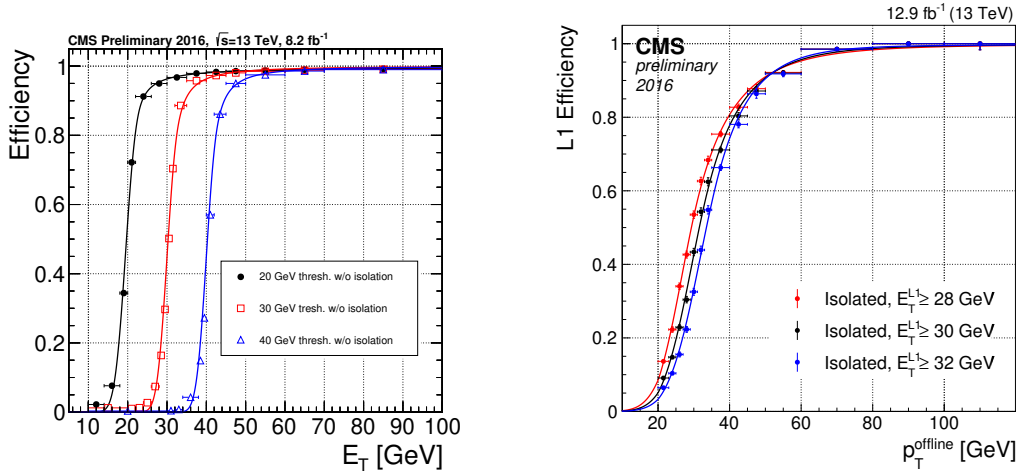 CMS Preliminary 2016, √s=13 TeV, 8.2 fb⁻¹
Efficiency
1
0.8
0.6
0.4
0.2
0
20 GeV thresh. w/o isolation
30 GeV thresh. w/o isolation
40 GeV thresh. w/o isolation
10 20 30 40 50 60 70 80 90 100
E_T [GeV]
12.9 fb⁻¹ (13 TeV)
L1 Efficiency
CMS
preliminary
2016
1
0.8
0.6
0.4
0.2
0
Isolated, E_T^L1 ≥ 28 GeV
Isolated, E_T^L1 ≥ 30 GeV
Isolated, E_T^L1 ≥ 32 GeV
20 40 60 80 100
p_T^offline [GeV]